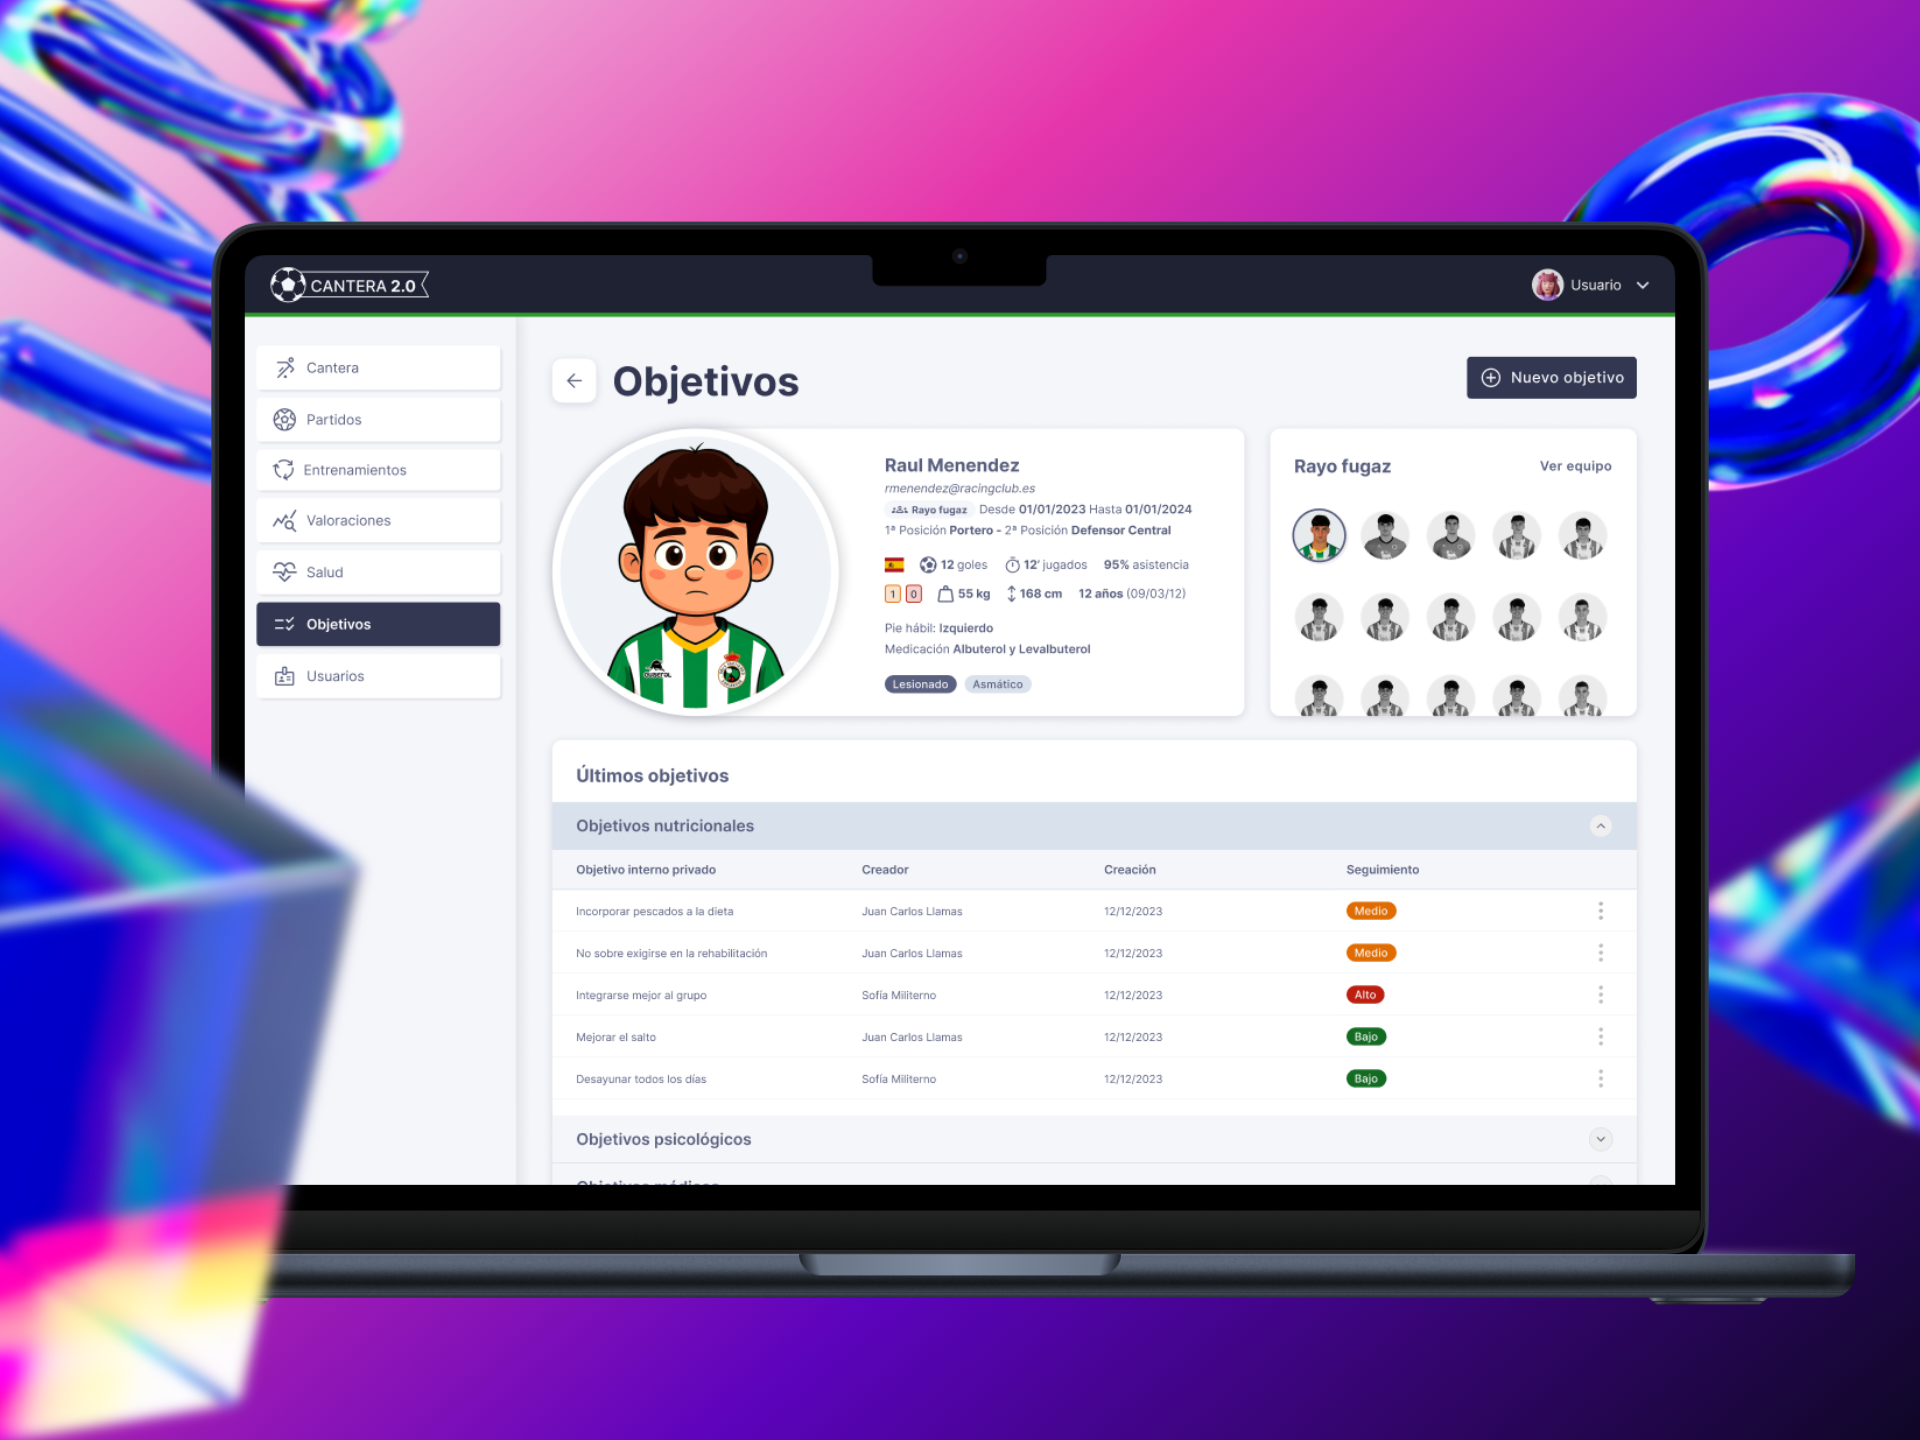 CANTERA 2.0
Usuario
Cantera
Partidos
Entrenamientos
Valoraciones
Salud
Objetivos
Usuarios
Objetivos
Nuevo objetivo
Raul Menendez
rmenendez@racingclub.es
Rayo fugaz Desde 01/01/2023 Hasta 01/01/2024
1ª Posición Portero - 2ª Posición Defensor Central
12 goles 12' jugados 95% asistencia
1 0 55 kg 168 cm 12 años (09/03/12)
Pie hábil: Izquierdo
Medicación Albuterol y Levalbuterol
Lesionado Asmático
Rayo fugaz Ver equipo
Últimos objetivos
Objetivos nutricionales
Objetivo interno privado Creador Creación Seguimiento
Incorporar pescados a la dieta Juan Carlos Llamas 12/12/2023 Medio
No sobre exigirse en la rehabilitación Juan Carlos Llamas 12/12/2023 Medio
Integrarse mejor al grupo Sofía Militerno 12/12/2023 Alto
Mejorar el salto Juan Carlos Llamas 12/12/2023 Bajo
Desayunar todos los días Sofía Militerno 12/12/2023 Bajo
Objetivos psicológicos
Objetivos médicos